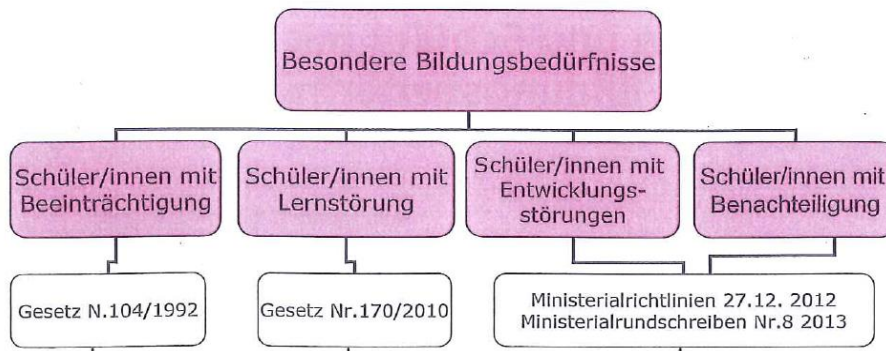 Besondere Bildungsbedürfnisse
Schüler/innen mit
Beeinträchtigung
Schüler/innen mit
Lernstörung
Schüler/innen mit
Entwicklungs-
störungen
Schüler/innen mit
Benachteiligung
Gesetz N.104/1992
Gesetz Nr.170/2010
Ministerialrichtlinien 27.12. 2012
Ministerialrundschreiben Nr.8 2013